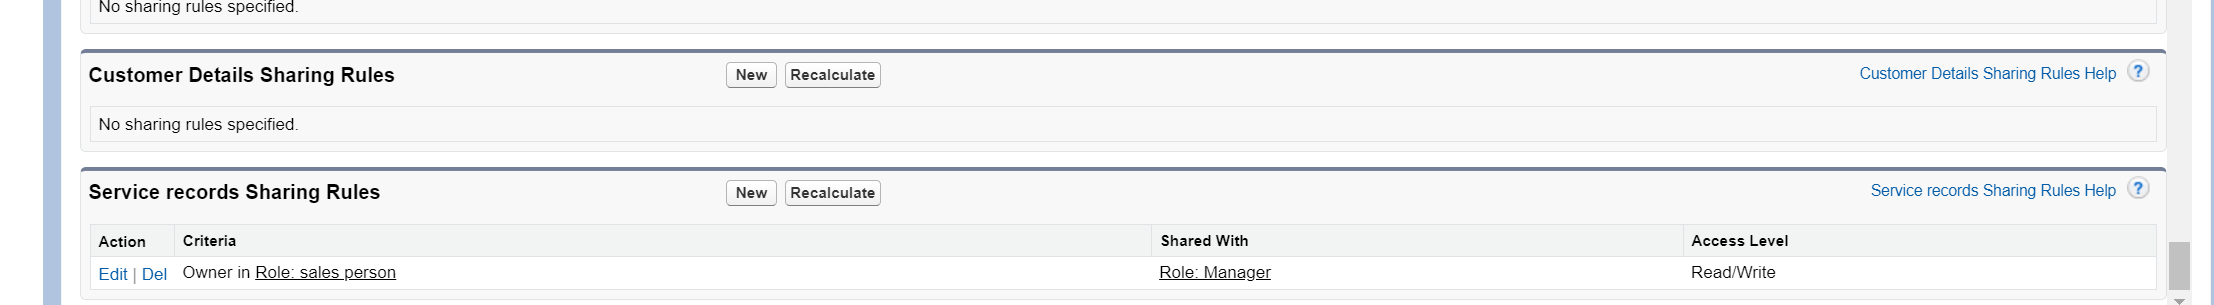 No sharing rules specified.
Customer Details Sharing Rules
New
Recalculate
Customer Details Sharing Rules Help
?
No sharing rules specified.
Service records Sharing Rules
New
Recalculate
Service records Sharing Rules Help
?
Action Criteria Shared With Access Level
Edit | Del Owner in Role: sales person Role: Manager Read/Write